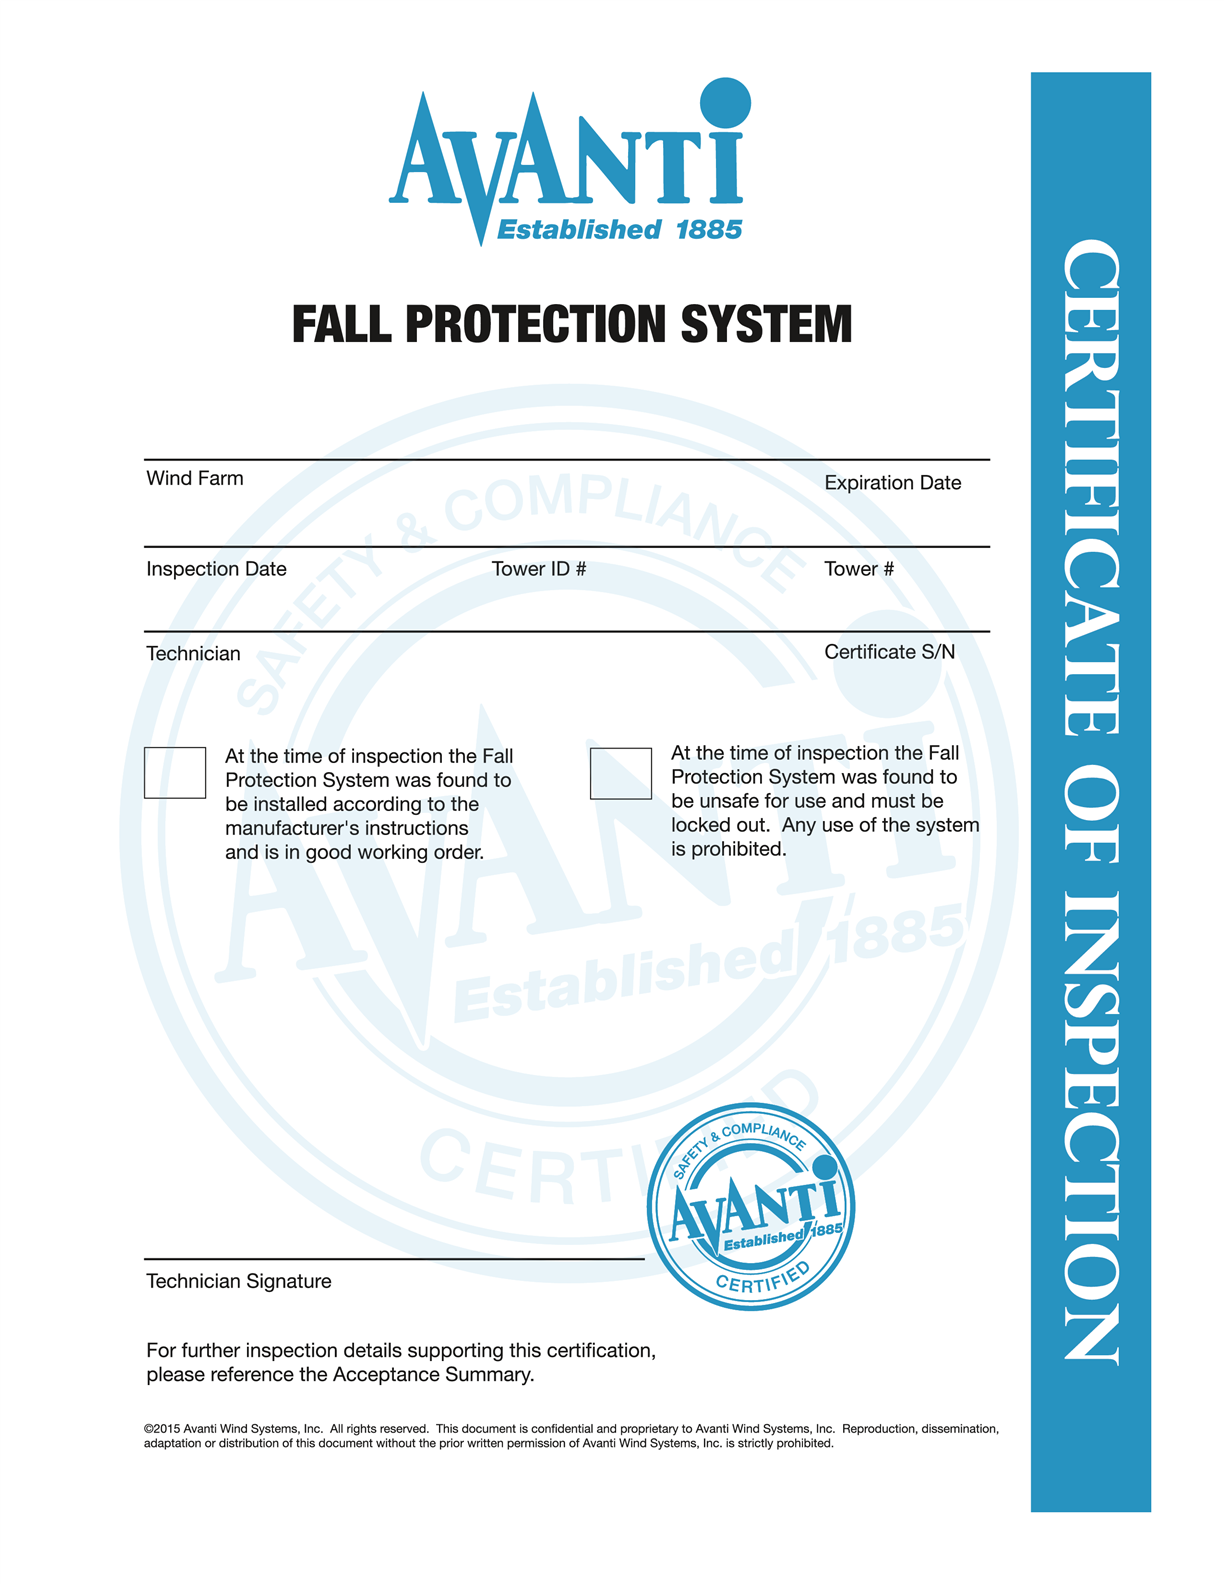 AVANTI
Established 1885
FALL PROTECTION SYSTEM
Wind Farm
Expiration Date
Inspection Date
Tower ID #
Tower #
Technician
Certificate S/N
At the time of inspection the Fall
Protection System was found to
be installed according to the
manufacturer's instructions
and is in good working order.
At the time of inspection the Fall
Protection System was found to
be unsafe for use and must be
locked out.  Any use of the system
is prohibited.
SAFETY & COMPLIANCE
AVANTI
Established 1885
CERTIFIED
SAFETY & COMPLIANCE
AVANTI
Established 1885
CERTIFIED
Technician Signature
For further inspection details supporting this certification,
please reference the Acceptance Summary.
©2015 Avanti Wind Systems, Inc.  All rights reserved.  This document is confidential and proprietary to Avanti Wind Systems, Inc.  Reproduction, dissemination,
adaptation or distribution of this document without the prior written permission of Avanti Wind Systems, Inc. is strictly prohibited.
CERTIFICATE OF INSPECTION